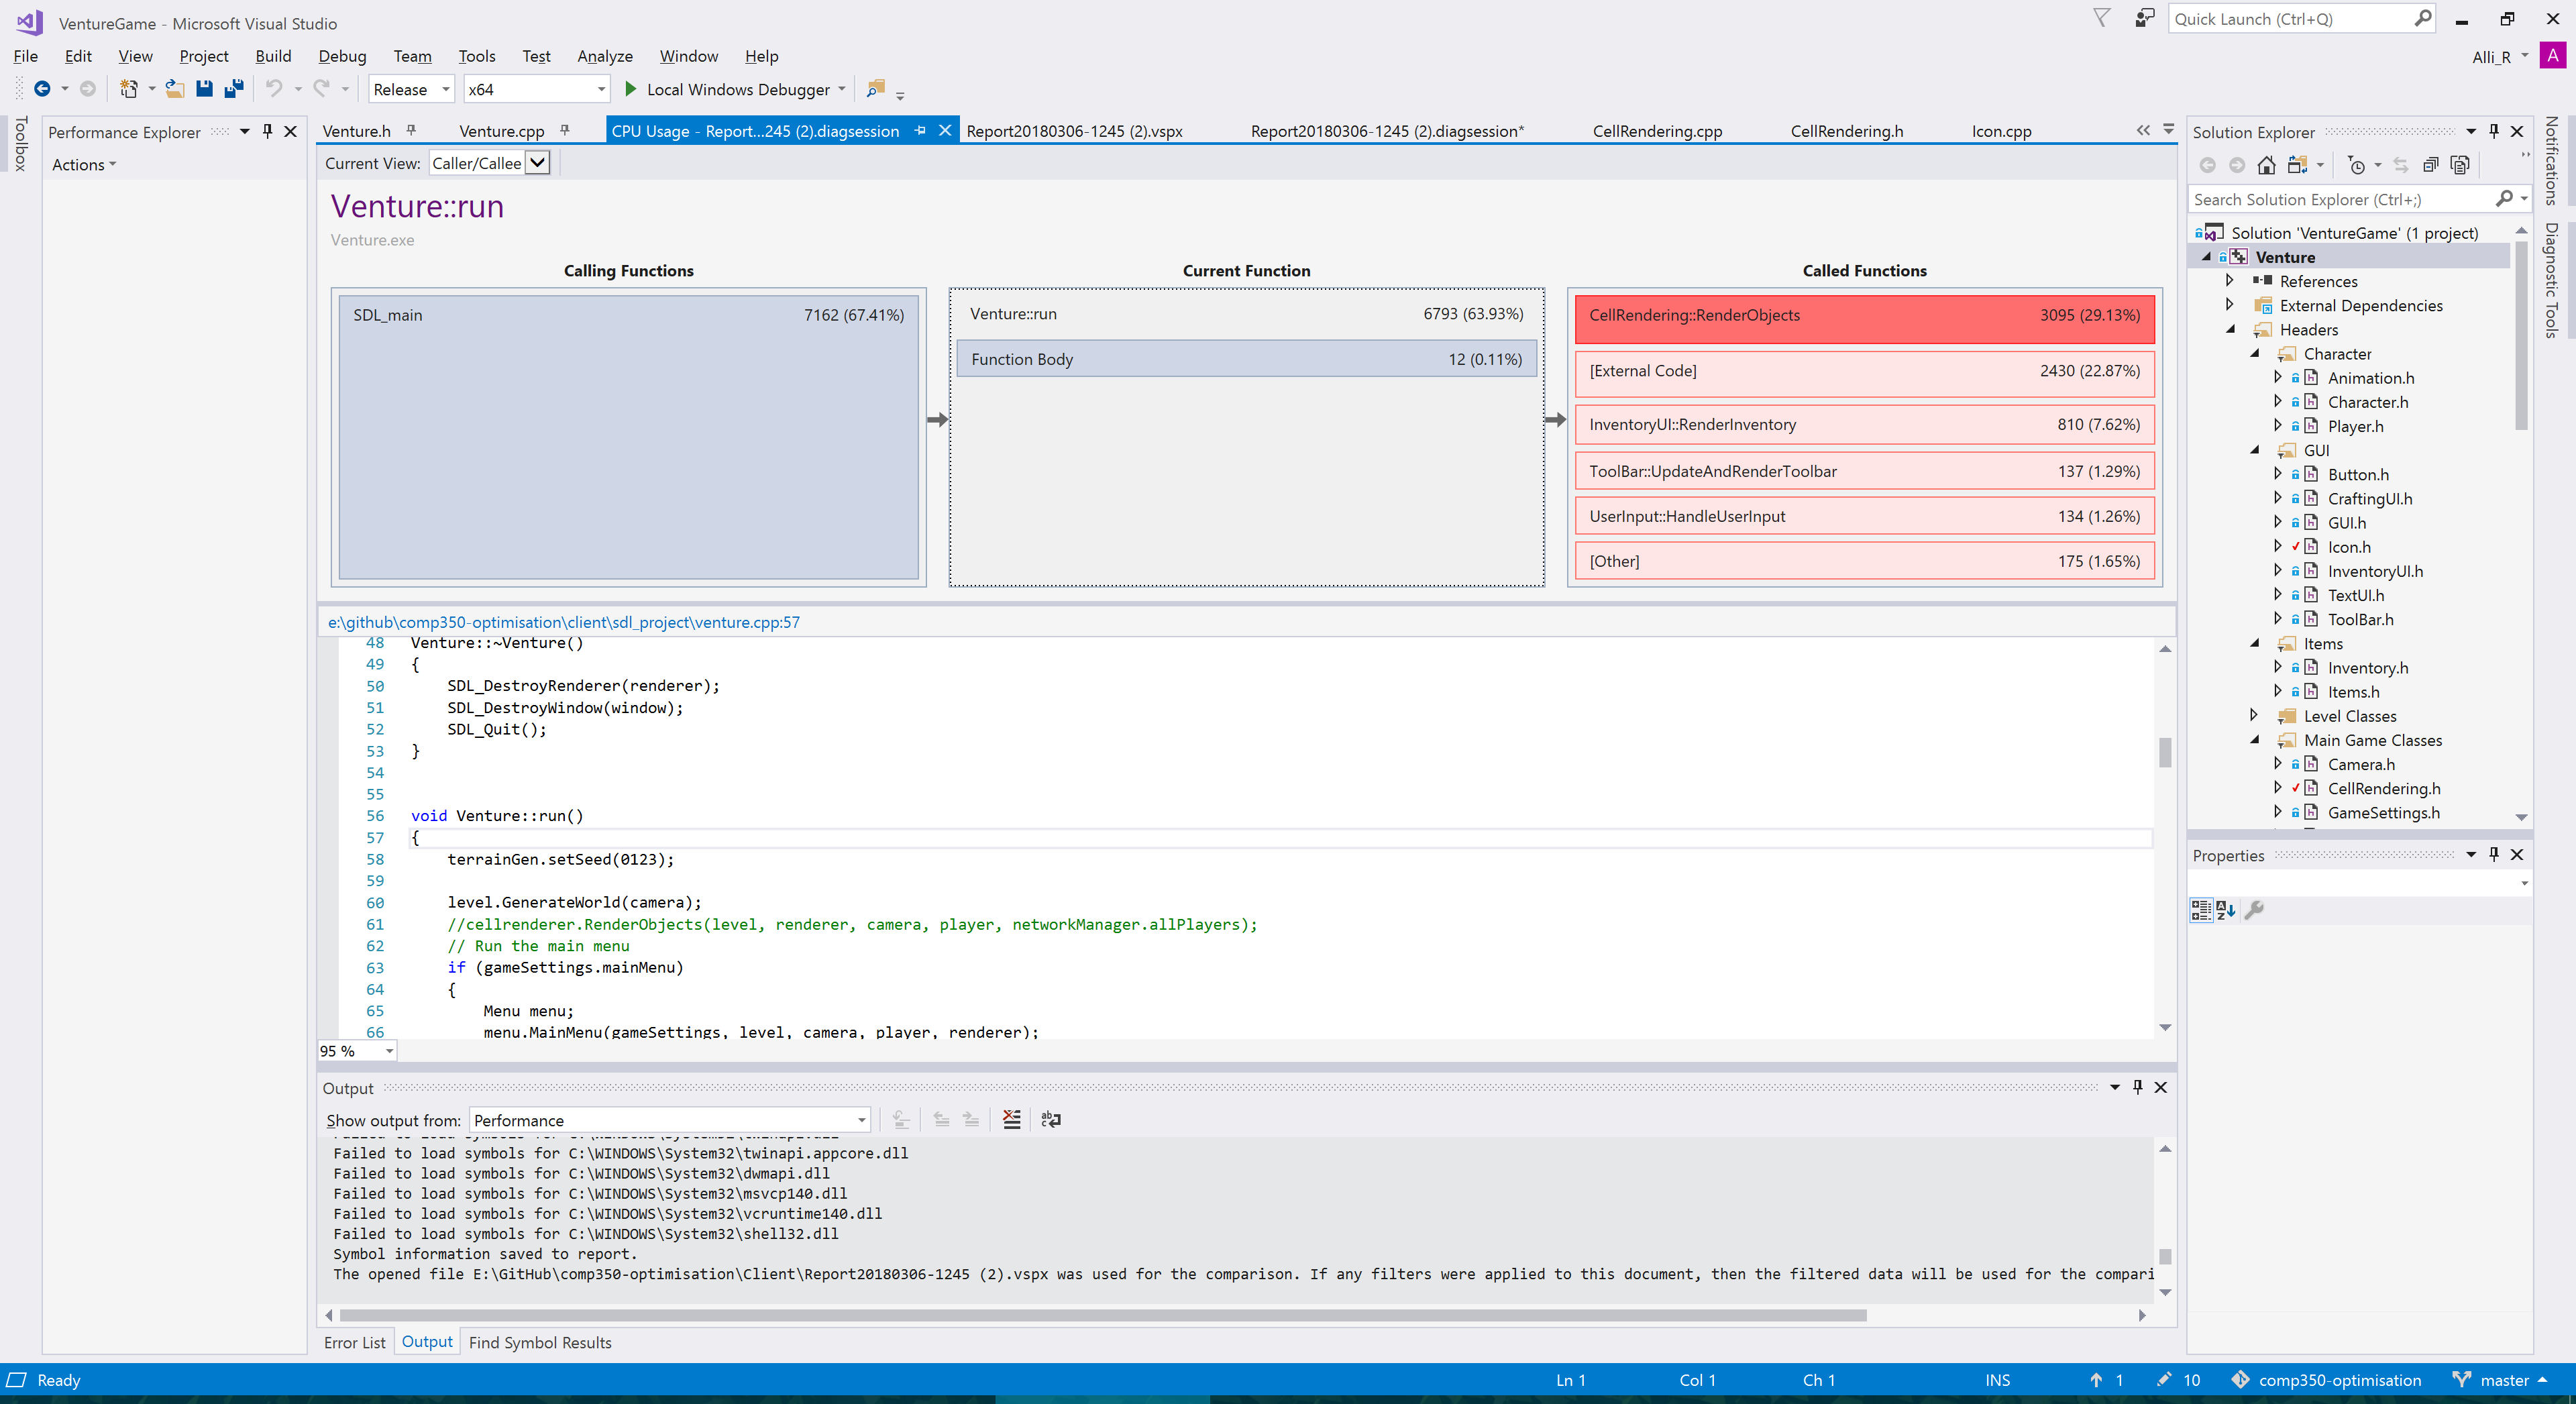 VentureGame - Microsoft Visual Studio
Quick Launch (Ctrl+Q)
File Edit View Project Build Debug Team Tools Test Analyze Window Help
Alli_R A
Release x64 Local Windows Debugger
Toolbox
Performance Explorer
Actions
Venture.h Venture.cpp CPU Usage - Report...245 (2).diagsession Report20180306-1245 (2).vspx Report20180306-1245 (2).diagsession* CellRendering.cpp CellRendering.h Icon.cpp
Current View: Caller/Callee
Venture::run
Venture.exe
Calling Functions Current Function Called Functions
SDL_main 7162 (67.41%)
Venture::run 6793 (63.93%)
Function Body 12 (0.11%)
CellRendering::RenderObjects 3095 (29.13%)
[External Code] 2430 (22.87%)
InventoryUI::RenderInventory 810 (7.62%)
ToolBar::UpdateAndRenderToolbar 137 (1.29%)
UserInput::HandleUserInput 134 (1.26%)
[Other] 175 (1.65%)
e:\github\comp350-optimisation\client\sdl_project\venture.cpp:57
48 Venture::~Venture()
49 {
50 SDL_DestroyRenderer(renderer);
51 SDL_DestroyWindow(window);
52 SDL_Quit();
53 }
54
55
56 void Venture::run()
57 {
58 terrainGen.setSeed(0123);
59
60 level.GenerateWorld(camera);
61 //cellrenderer.RenderObjects(level, renderer, camera, player, networkManager.allPlayers);
62 // Run the main menu
63 if (gameSettings.mainMenu)
64 {
65 Menu menu;
66 menu.MainMenu(gameSettings, level, camera, player, renderer);
95 %
Output
Show output from: Performance
Failed to load symbols for C:\WINDOWS\System32\twinapi.dll
Failed to load symbols for C:\WINDOWS\System32\twinapi.appcore.dll
Failed to load symbols for C:\WINDOWS\System32\dwmapi.dll
Failed to load symbols for C:\WINDOWS\System32\msvcp140.dll
Failed to load symbols for C:\WINDOWS\System32\vcruntime140.dll
Failed to load symbols for C:\WINDOWS\System32\shell32.dll
Symbol information saved to report.
The opened file E:\GitHub\comp350-optimisation\Client\Report20180306-1245 (2).vspx was used for the comparison. If any filters were applied to this document, then the filtered data will be used for the compari
Error List Output Find Symbol Results
Solution Explorer
Search Solution Explorer (Ctrl+;)
Solution 'VentureGame' (1 project)
Venture
References
External Dependencies
Headers
Character
Animation.h
Character.h
Player.h
GUI
Button.h
CraftingUI.h
GUI.h
Icon.h
InventoryUI.h
TextUI.h
ToolBar.h
Items
Inventory.h
Items.h
Level Classes
Main Game Classes
Camera.h
CellRendering.h
GameSettings.h
Properties
Notifications
Diagnostic Tools
Ready Ln 1 Col 1 Ch 1 INS 1 10 comp350-optimisation master